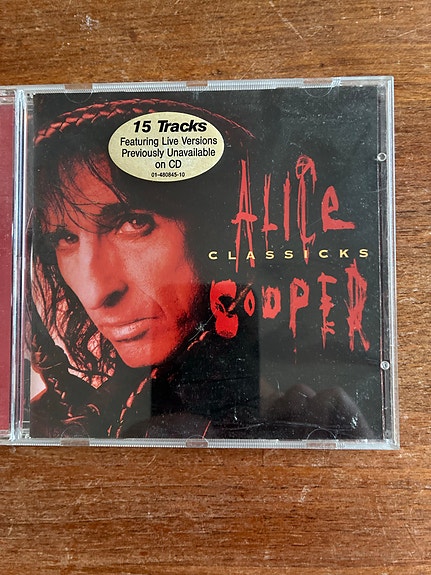 15 Tracks
Featuring Live Versions
Previously Unavailable
on CD
01-480845-10
ALICE
CLASSICKS
COOPER